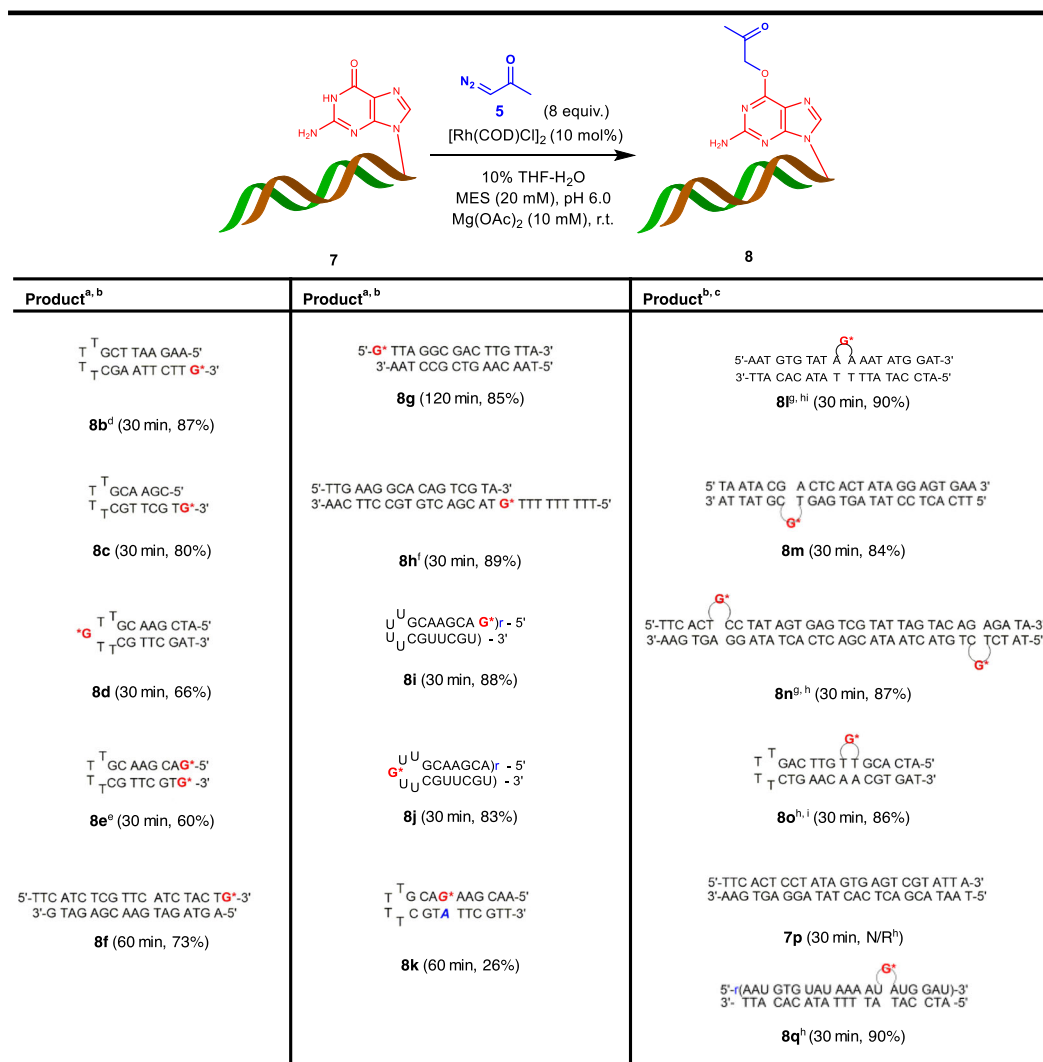 O
HN
N
H₂N
N
N
N₂
O
5 (8 equiv.)
[Rh(COD)Cl]₂ (10 mol%)
10% THF-H₂O
MES (20 mM), pH 6.0
Mg(OAc)₂ (10 mM), r.t.
7
O
O
N
N
H₂N
N
N
8
Product^a, b
T T GCT TAA GAA-5'
T T CGA ATT CTT G*-3'
8b^d (30 min, 87%)
T T GCA AGC-5'
T T CGT TCG TG*-3'
8c (30 min, 80%)
*G T T GC AAG CTA-5'
T T CG TTC GAT-3'
8d (30 min, 66%)
T T GC AAG CAG*-5'
T T CG TTC GTG* -3'
8e^e (30 min, 60%)
5'-TTC ATC TCG TTC ATC TAC TG*-3'
3'-G TAG AGC AAG TAG ATG A-5'
8f (60 min, 73%)
Product^a, b
5'-G* TTA GGC GAC TTG TTA-3'
3'-AAT CCG CTG AAC AAT-5'
8g (120 min, 85%)
5'-TTG AAG GCA CAG TCG TA-3'
3'-AAC TTC CGT GTC AGC AT G* TTT TTT TTT-5'
8h^f (30 min, 89%)
U U GCAAGCA G*)r - 5'
U U CGUUCGU) - 3'
8i (30 min, 88%)
G* U U GCAAGCA)r - 5'
U U CGUUCGU) - 3'
8j (30 min, 83%)
T T G CAG* AAG CAA-5'
T T C GTA TTC GTT-3'
8k (60 min, 26%)
Product^b, c
G*
5'-AAT GTG TAT A A AAT ATG GAT-3'
3'-TTA CAC ATA T T TTA TAC CTA-5'
8l^g, hi (30 min, 90%)
5' TA ATA CG A CTC ACT ATA GG AGT GAA 3'
3' AT TAT GC T GAG TGA TAT CC TCA CTT 5'
G*
8m (30 min, 84%)
G*
5'-TTC ACT C CC TAT AGT GAG TCG TAT TAG TAC AG AGA TA-3'
3'-AAG TGA GG ATA TCA CTC AGC ATA ATC ATG TC TCT AT-5'
G*
8n^g, h (30 min, 87%)
G*
T T GAC TTG T T GCA CTA-5'
T T CTG AAC A A CGT GAT-3'
8o^h, i (30 min, 86%)
5'-TTC ACT CCT ATA GTG AGT CGT ATT A-3'
3'-AAG TGA GGA TAT CAC TCA GCA TAA T-5'
7p (30 min, N/R^h)
G*
5'-r(AAU GUG UAU AAA AU AUG GAU)-3'
3'- TTA CAC ATA TTT TA TAC CTA -5'
8q^h (30 min, 90%)